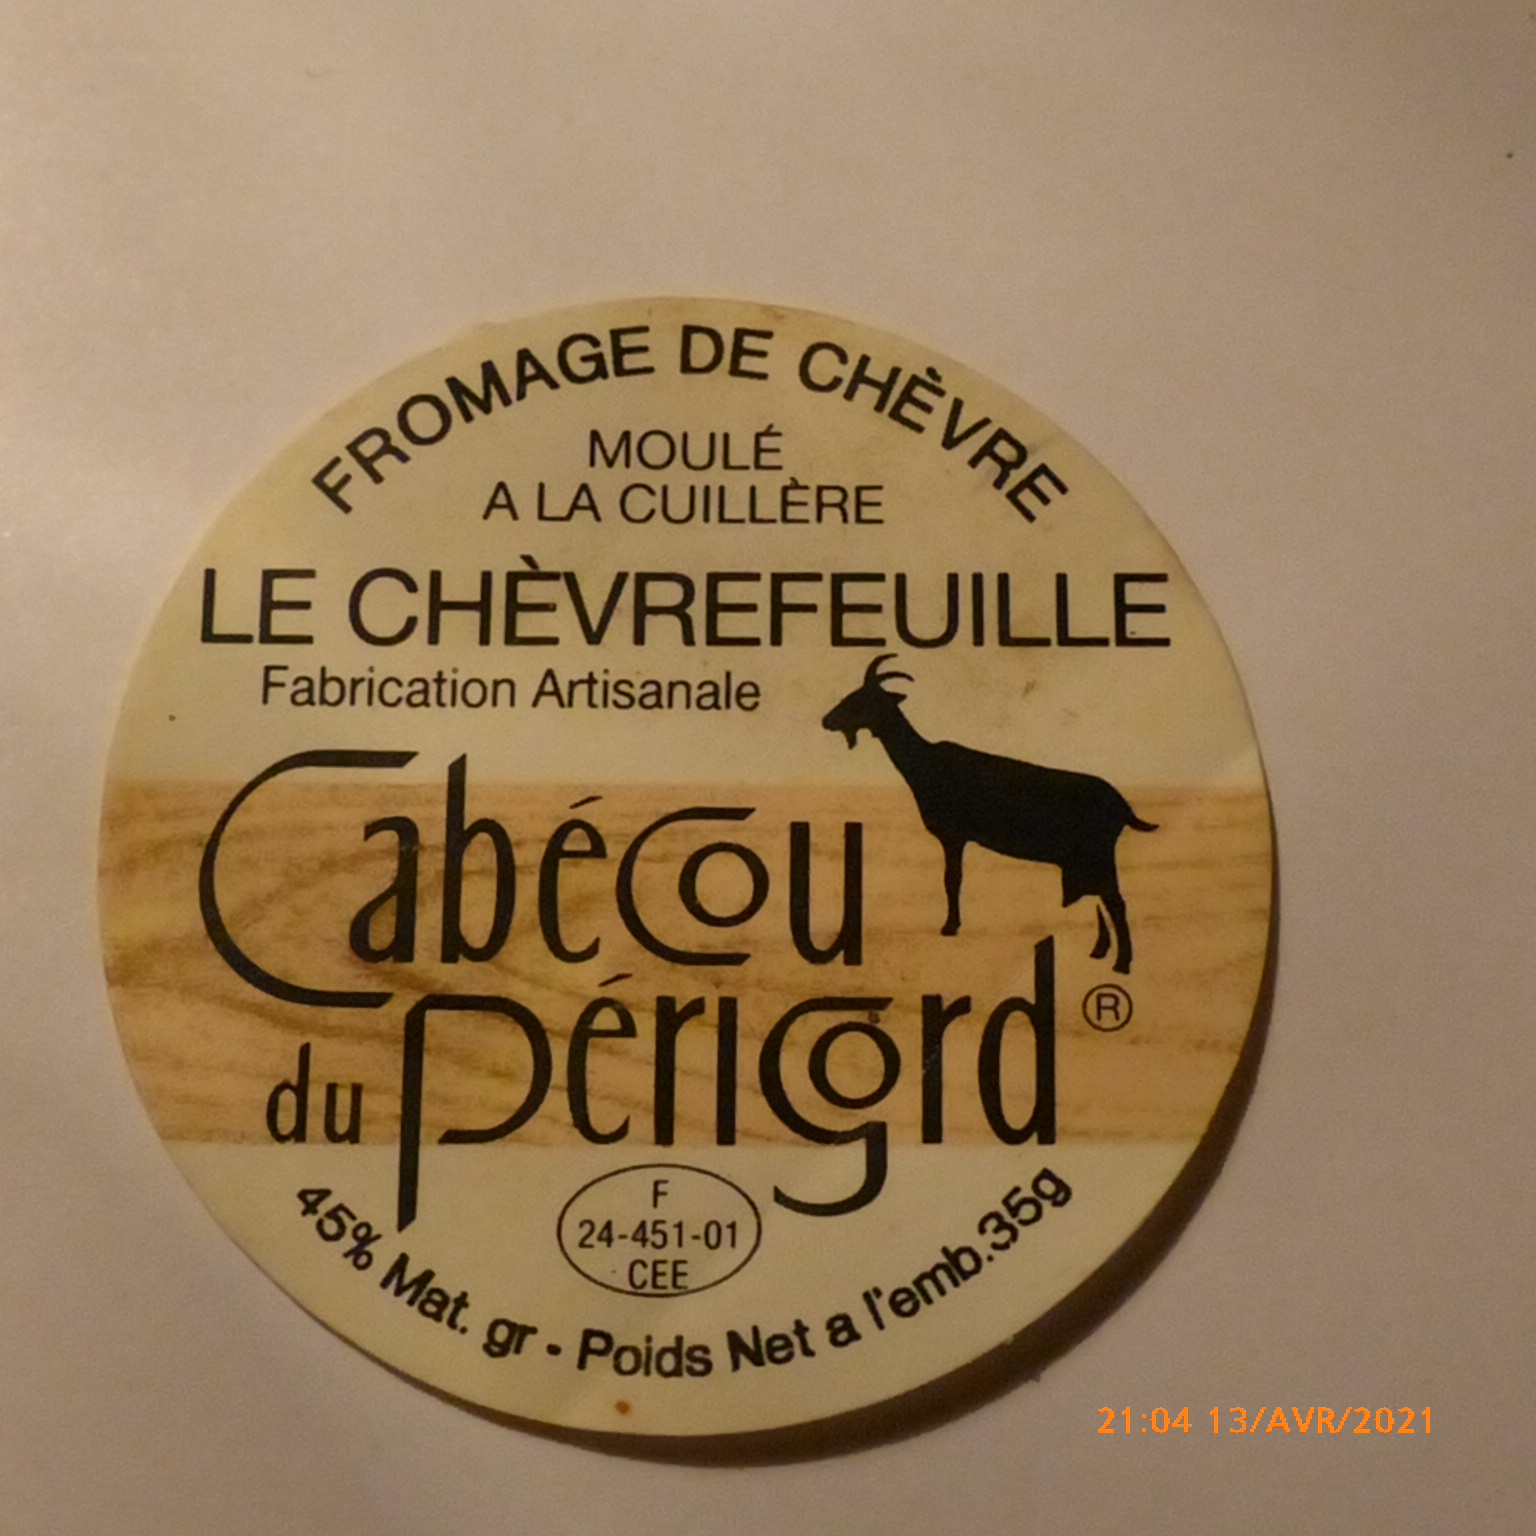 FROMAGE DE CHÈVRE
MOULÉ
A LA CUILLÈRE
LE CHÈVREFEUILLE
Fabrication Artisanale
Cabécou
du Périgord ®
F
24-451-01
CEE
45% Mat. gr - Poids Net a l'emb.35g
21:04 13/AVR/2021